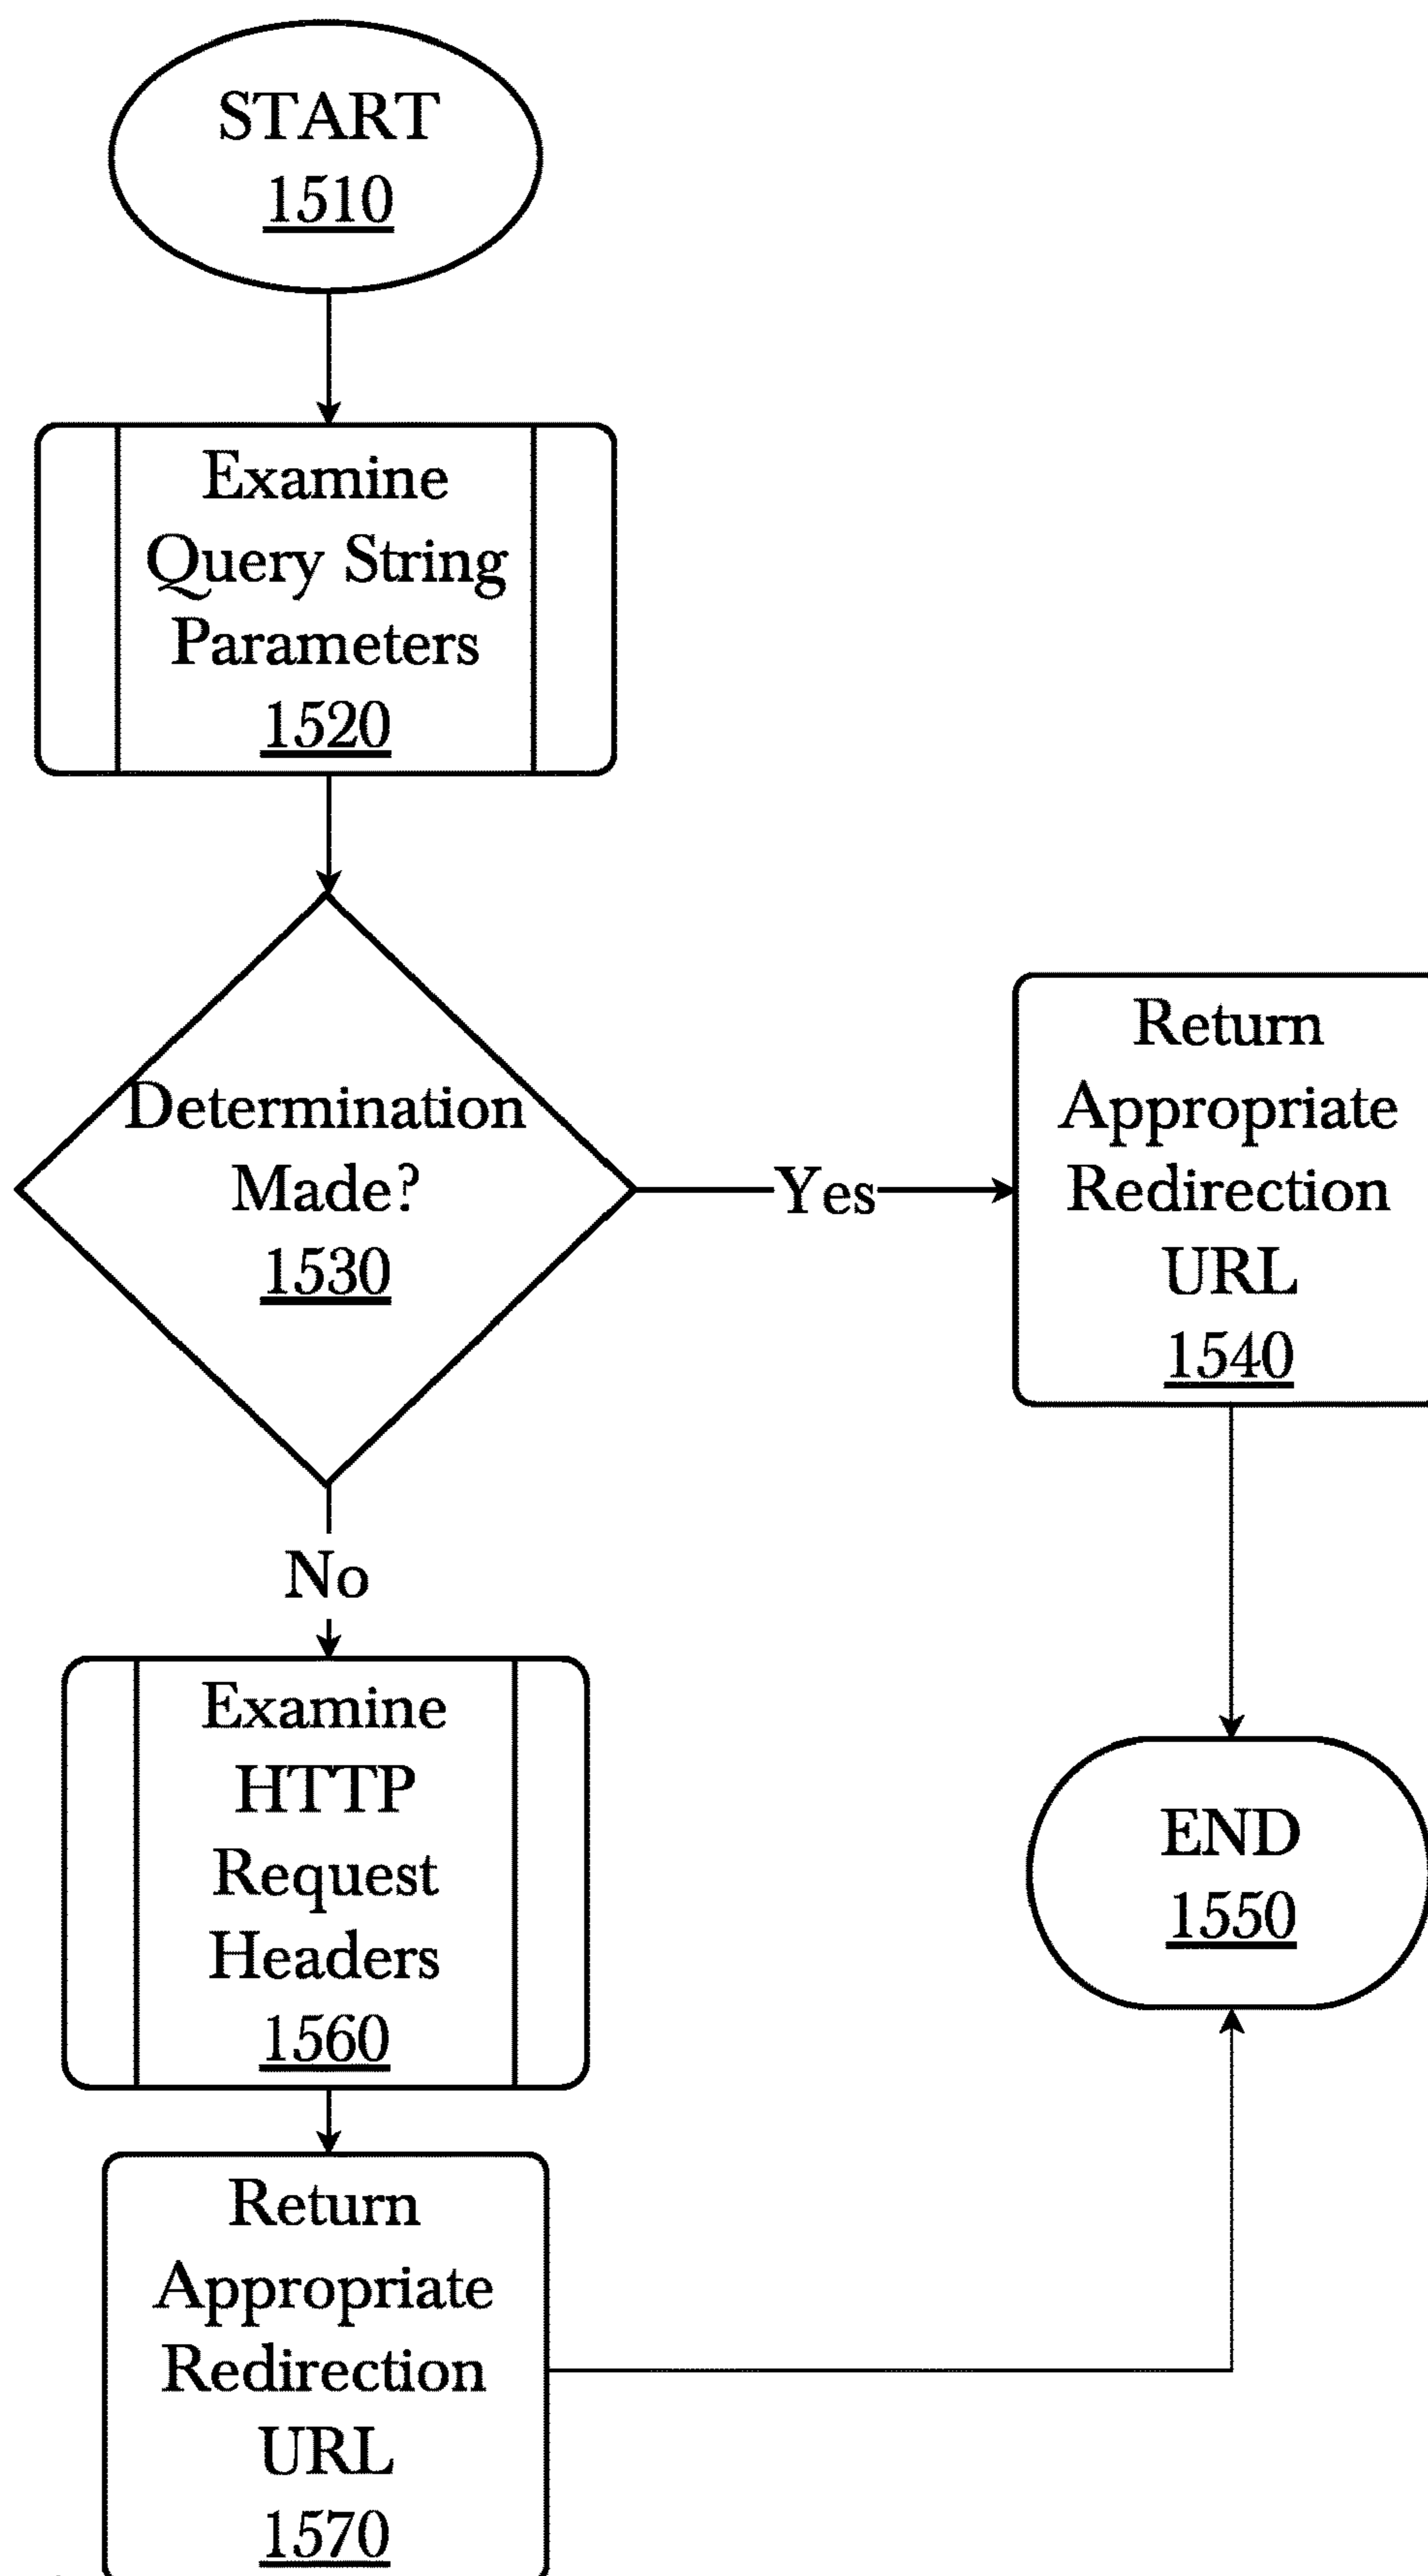 START
1510
Examine
Query String
Parameters
1520
Determination
Made?
1530
Yes
Return
Appropriate
Redirection
URL
1540
No
Examine
HTTP
Request
Headers
1560
END
1550
Return
Appropriate
Redirection
URL
1570